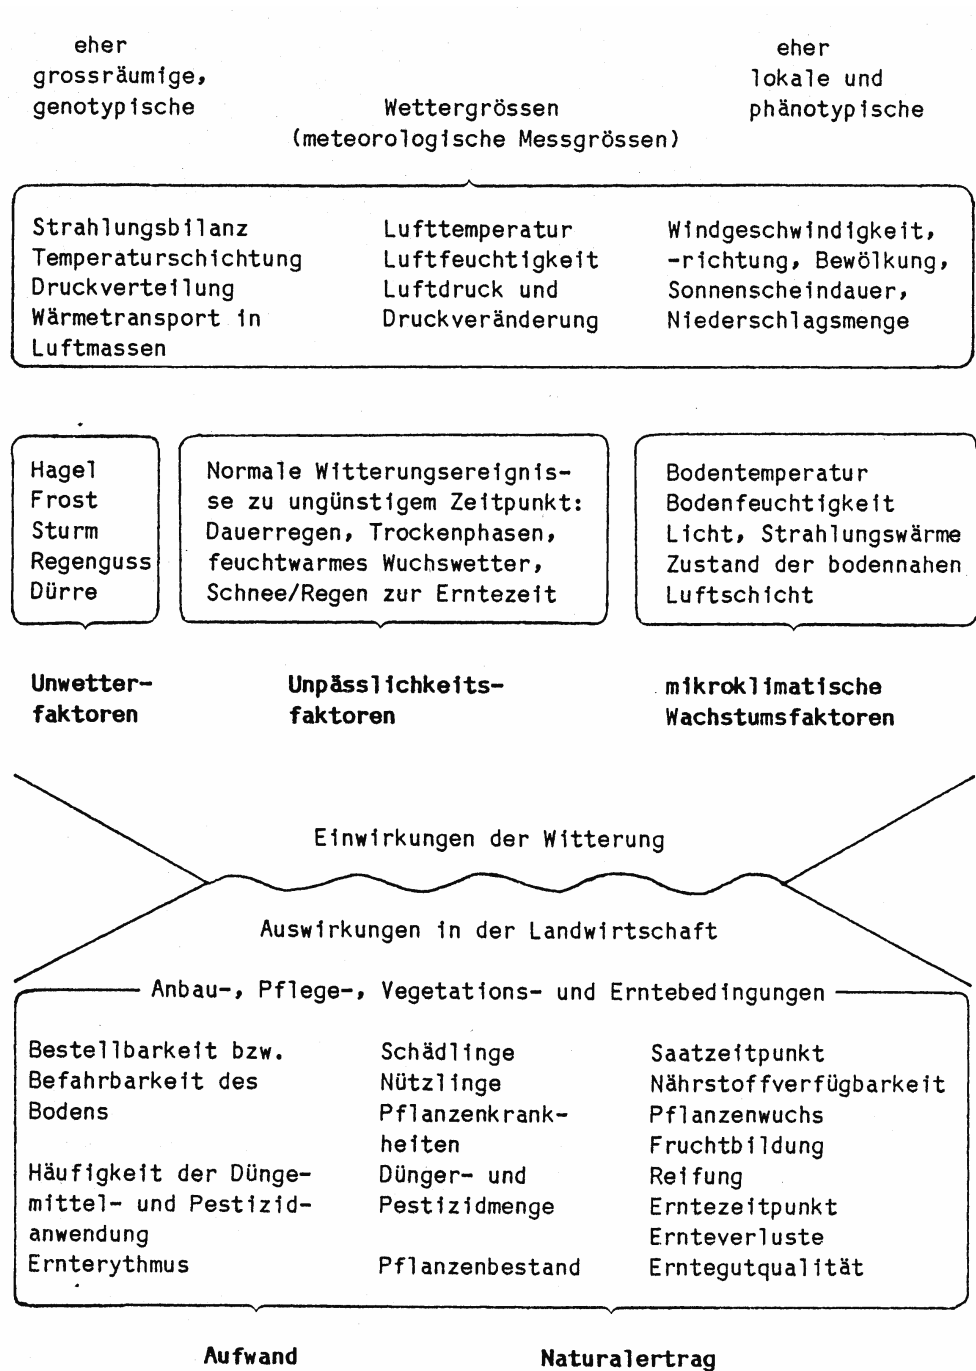 eher
grossräumige,
genotypische
Wettergrössen
(meteorologische Messgrössen)
eher
lokale und
phänotypische
Strahlungsbilanz
Temperaturschichtung
Druckverteilung
Wärmetransport in
Luftmassen
Lufttemperatur
Luftfeuchtigkeit
Luftdruck und
Druckveränderung
Windgeschwindigkeit,
-richtung, Bewölkung,
Sonnenscheindauer,
Niederschlagsmenge
Hagel
Frost
Sturm
Regenguss
Dürre
Normale Witterungsereignis-
se zu ungünstigem Zeitpunkt:
Dauerregen, Trockenphasen,
feuchtwarmes Wuchswetter,
Schnee/Regen zur Erntezeit
Bodentemperatur
Bodenfeuchtigkeit
Licht, Strahlungswärme
Zustand der bodennahen
Luftschicht
Unwetter-
faktoren
Unpässlichkeits-
faktoren
mikroklimatische
Wachstumsfaktoren
Einwirkungen der Witterung
Auswirkungen in der Landwirtschaft
Anbau-, Pflege-, Vegetations- und Erntebedingungen
Bestellbarkeit bzw.
Befahrbarkeit des
Bodens
Häufigkeit der Dünge-
mittel- und Pestizid-
anwendung
Ernterythmus
Schädlinge
Nützlinge
Pflanzenkrank-
heiten
Dünger- und
Pestizidmenge
Pflanzenbestand
Saatzeitpunkt
Nährstoffverfügbarkeit
Pflanzenwuchs
Fruchtbildung
Reifung
Erntezeitpunkt
Ernteverluste
Erntegutqualität
Aufwand
Naturalertrag